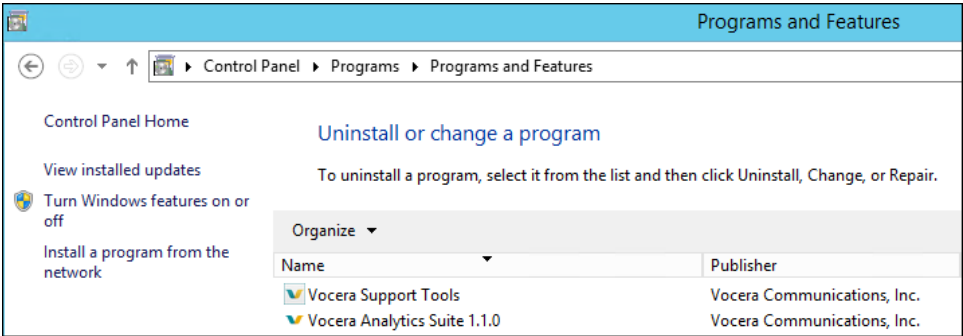 Programs and Features
Control Panel Programs Programs and Features
Control Panel Home
View installed updates
Turn Windows features on or
off
Install a program from the
network
Uninstall or change a program
To uninstall a program, select it from the list and then click Uninstall, Change, or Repair.
Organize
Name Publisher
Vocera Support Tools Vocera Communications, Inc.
Vocera Analytics Suite 1.1.0 Vocera Communications, Inc.